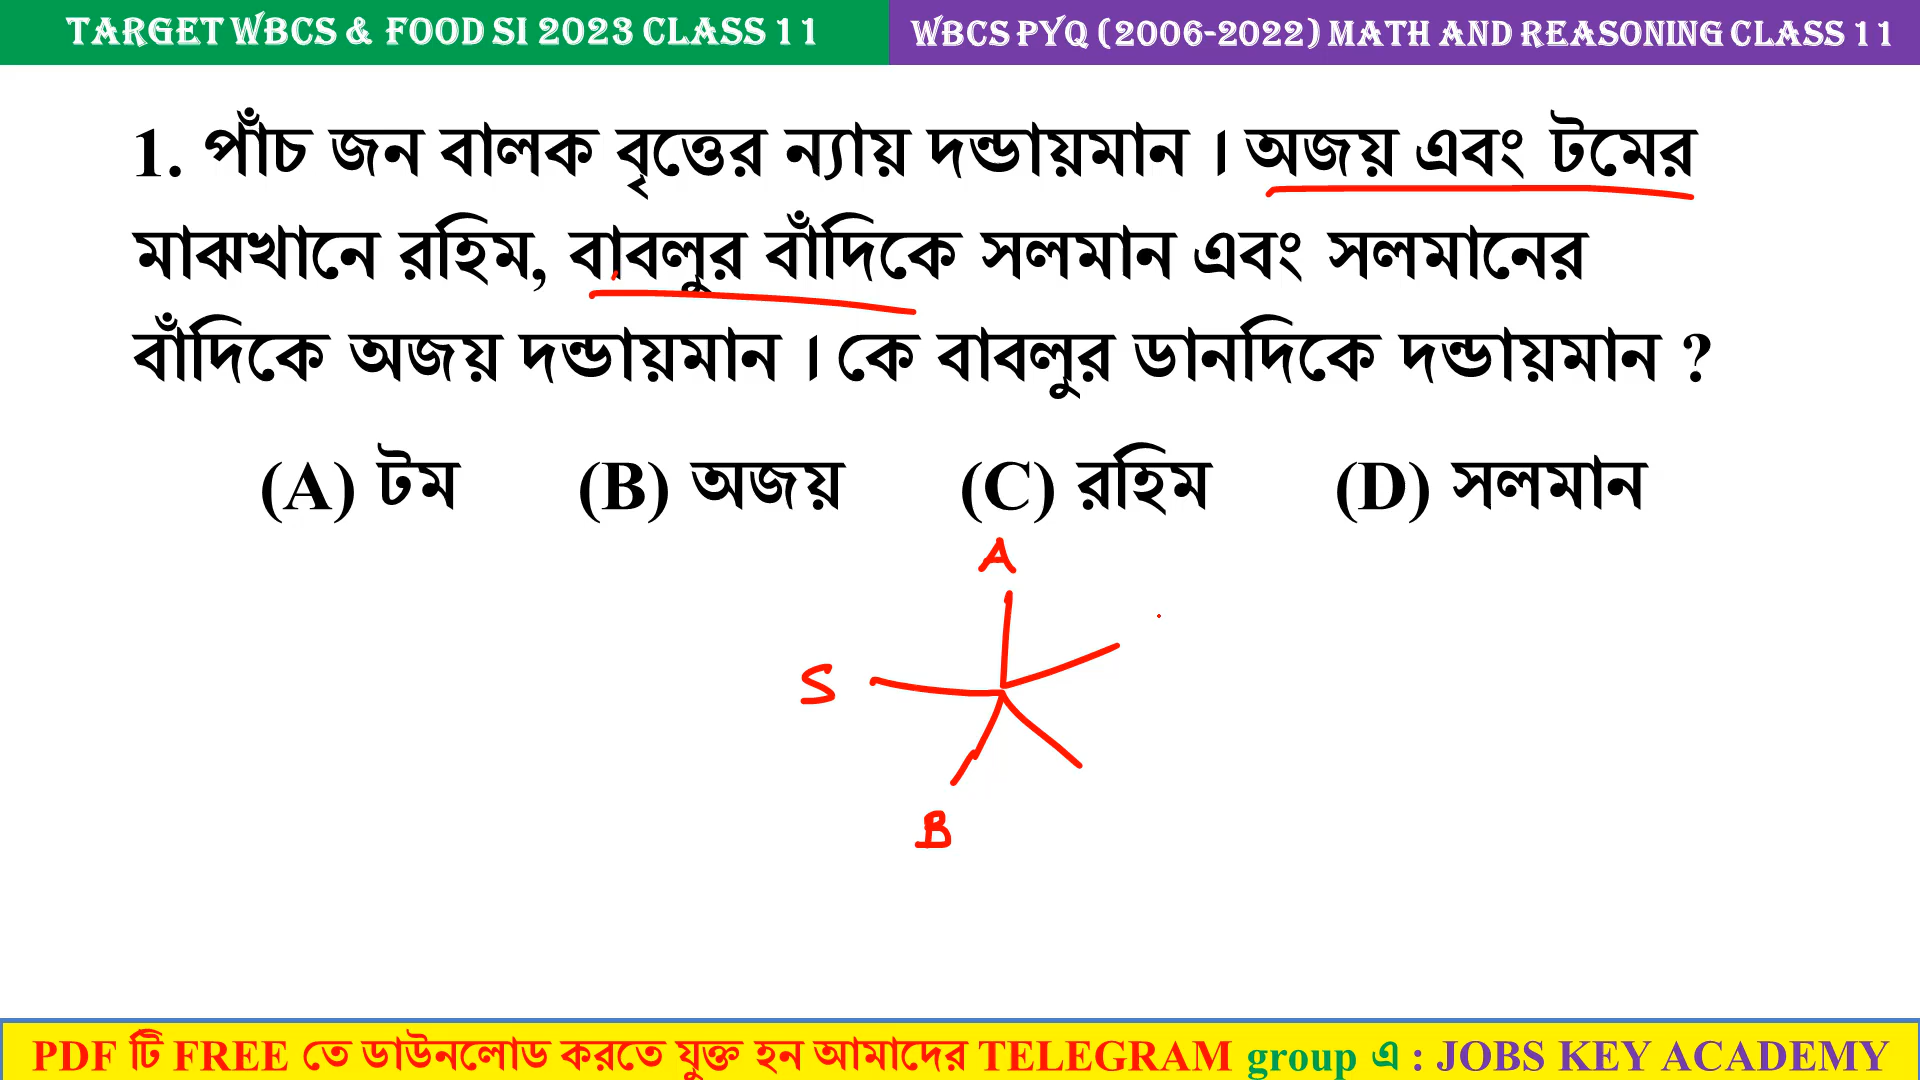 TARGET WBCS & FOOD SI 2023 CLASS 11
WBCS PYQ (2006-2022) MATH AND REASONING CLASS 11
1. পাঁচ জন বালক বৃত্তের ন্যায় দন্ডায়মান। অজয় এবং টমের
মাঝখানে রহিম, বাবলুর বাঁদিকে সলমান এবং সলমানের
বাঁদিকে অজয় দন্ডায়মান। কে বাবলুর ডানদিকে দন্ডায়মান ?
(A) টম (B) অজয় (C) রহিম (D) সলমান
A
S
B
PDF টি FREE তে ডাউনলোড করতে যুক্ত হন আমাদের TELEGRAM group এ : JOBS KEY ACADEMY